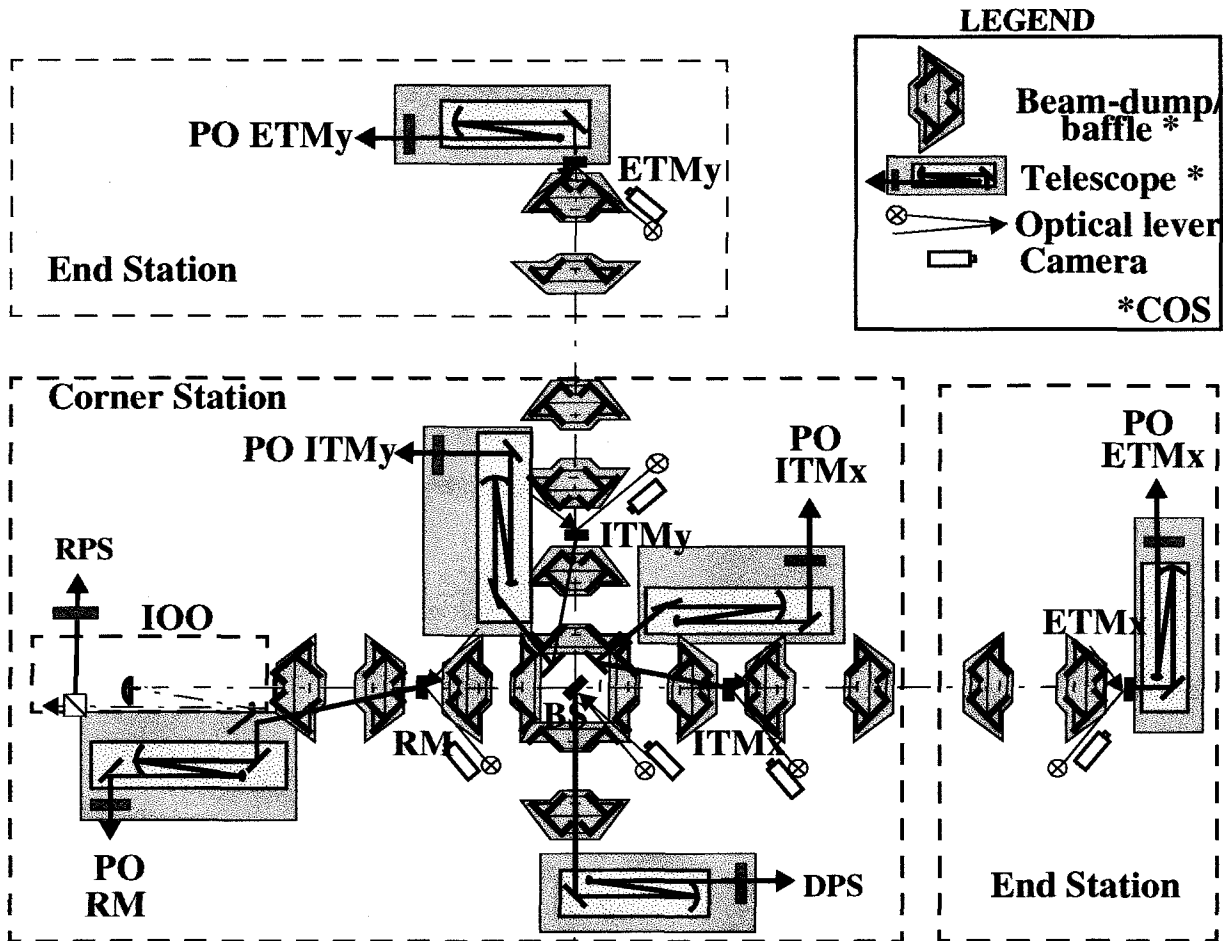 LEGEND
Beam-dump/
baffle *
Telescope *
Optical lever
Camera
*COS
PO ETMy
ETMy
End Station
Corner Station
PO ITMy
PO
ITMx
PO
ETMx
ITMy
RPS
IOO
ETMx
BS
RM
ITMx
PO
RM
DPS
End Station